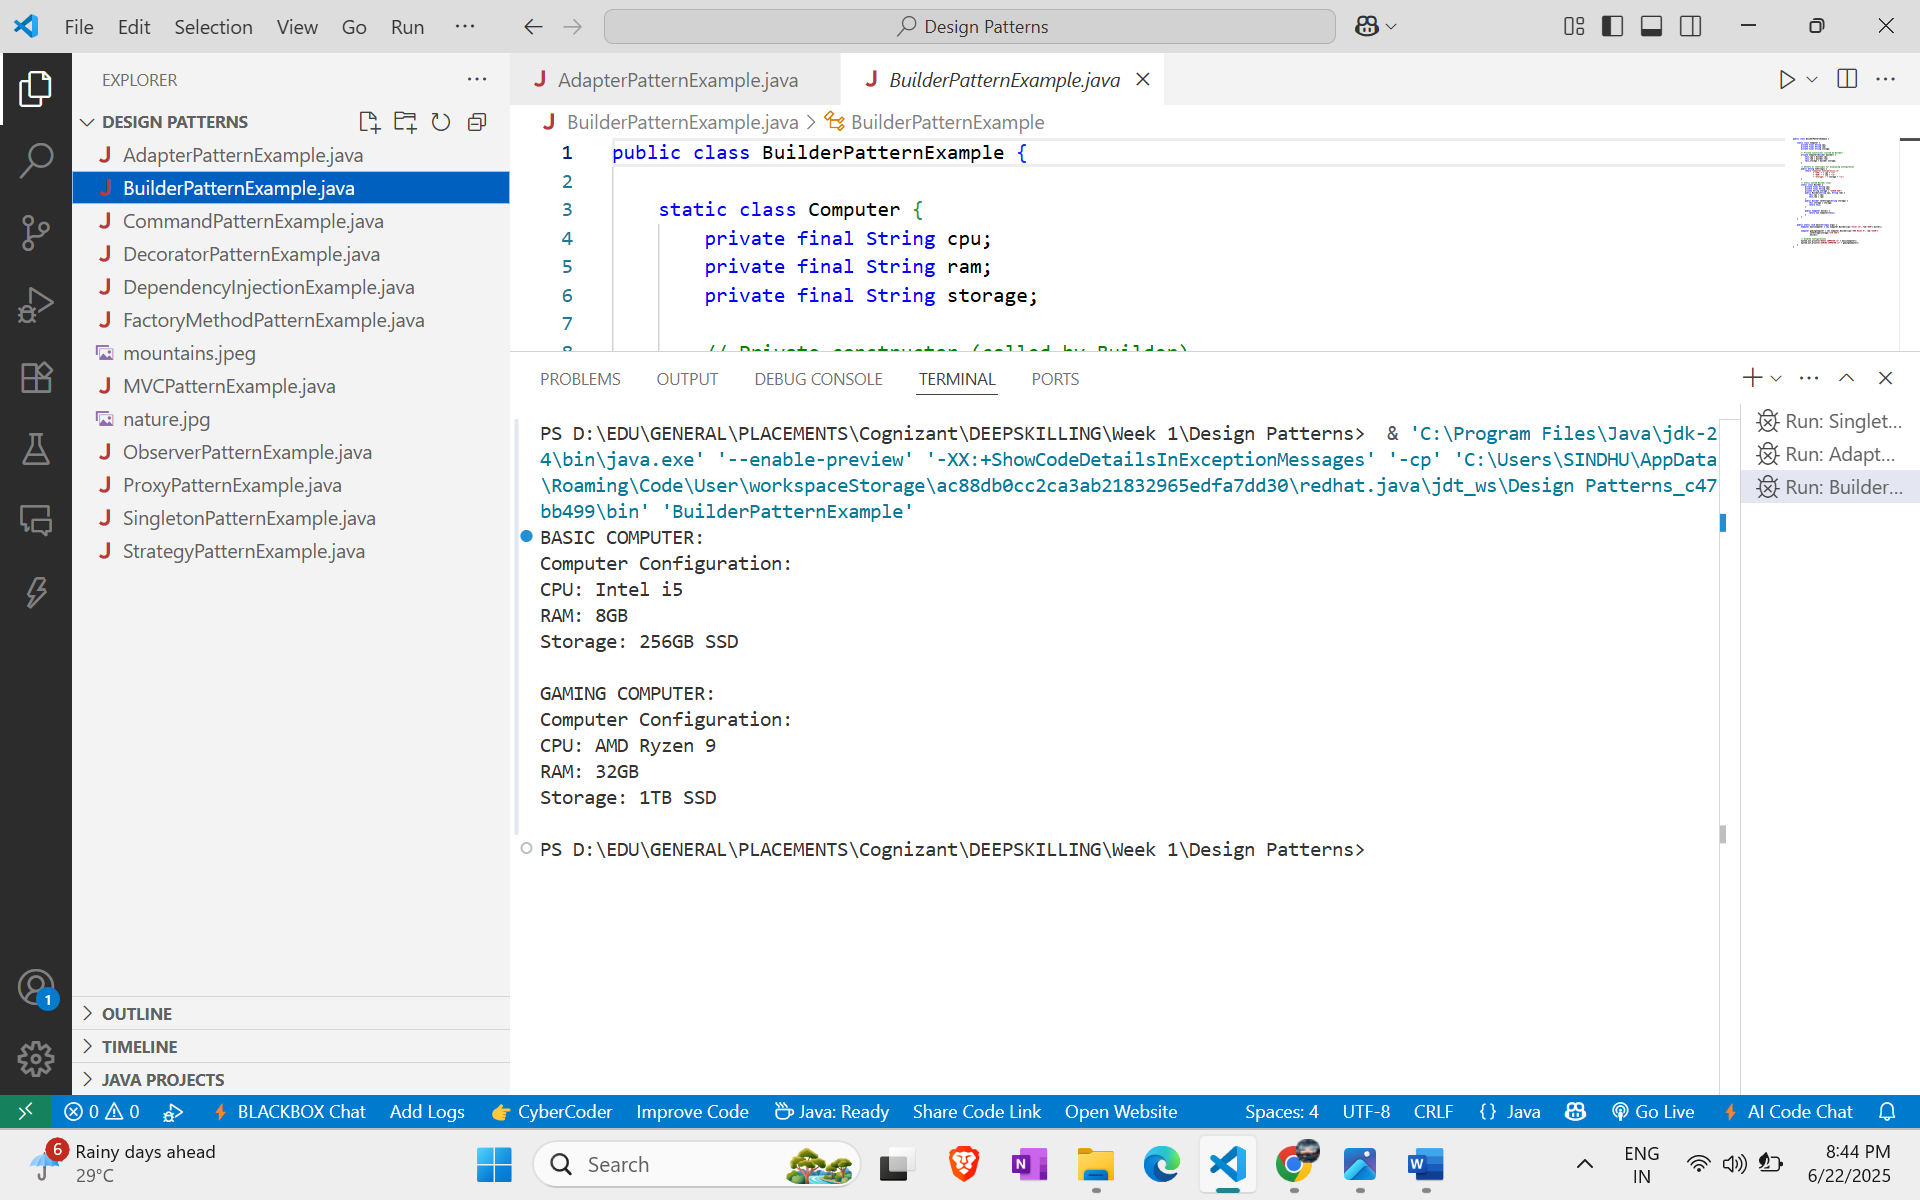 File Edit Selection View Go Run ···
Design Patterns
EXPLORER
DESIGN PATTERNS
AdapterPatternExample.java
BuilderPatternExample.java
CommandPatternExample.java
DecoratorPatternExample.java
DependencyInjectionExample.java
FactoryMethodPatternExample.java
mountains.jpeg
MVCPatternExample.java
nature.jpg
ObserverPatternExample.java
ProxyPatternExample.java
SingletonPatternExample.java
StrategyPatternExample.java
OUTLINE
TIMELINE
JAVA PROJECTS
J AdapterPatternExample.java J BuilderPatternExample.java
J BuilderPatternExample.java > BuilderPatternExample
1 public class BuilderPatternExample {
2
3 static class Computer {
4 private final String cpu;
5 private final String ram;
6 private final String storage;
7
8 // Private constructor (called by Builder)
PROBLEMS OUTPUT DEBUG CONSOLE TERMINAL PORTS
PS D:\EDU\GENERAL\PLACEMENTS\Cognizant\DEEPSKILLING\Week 1\Design Patterns> & 'C:\Program Files\Java\jdk-2
4\bin\java.exe' '--enable-preview' '-XX:+ShowCodeDetailsInExceptionMessages' '-cp' 'C:\Users\SINDHU\AppData
\Roaming\Code\User\workspaceStorage\ac88db0cc2ca3ab21832965edfa7dd30\redhat.java\jdt_ws\Design Patterns_c47
bb499\bin' 'BuilderPatternExample'
BASIC COMPUTER:
Computer Configuration:
CPU: Intel i5
RAM: 8GB
Storage: 256GB SSD
GAMING COMPUTER:
Computer Configuration:
CPU: AMD Ryzen 9
RAM: 32GB
Storage: 1TB SSD
PS D:\EDU\GENERAL\PLACEMENTS\Cognizant\DEEPSKILLING\Week 1\Design Patterns>
Run: Singlet...
Run: Adapt...
Run: Builder...
1
0 0 BLACKBOX Chat Add Logs CyberCoder Improve Code Java: Ready Share Code Link Open Website Spaces: 4 UTF-8 CRLF {} Java Go Live AI Code Chat
6
Rainy days ahead
29°C
Search
ENG
IN
8:44 PM
6/22/2025